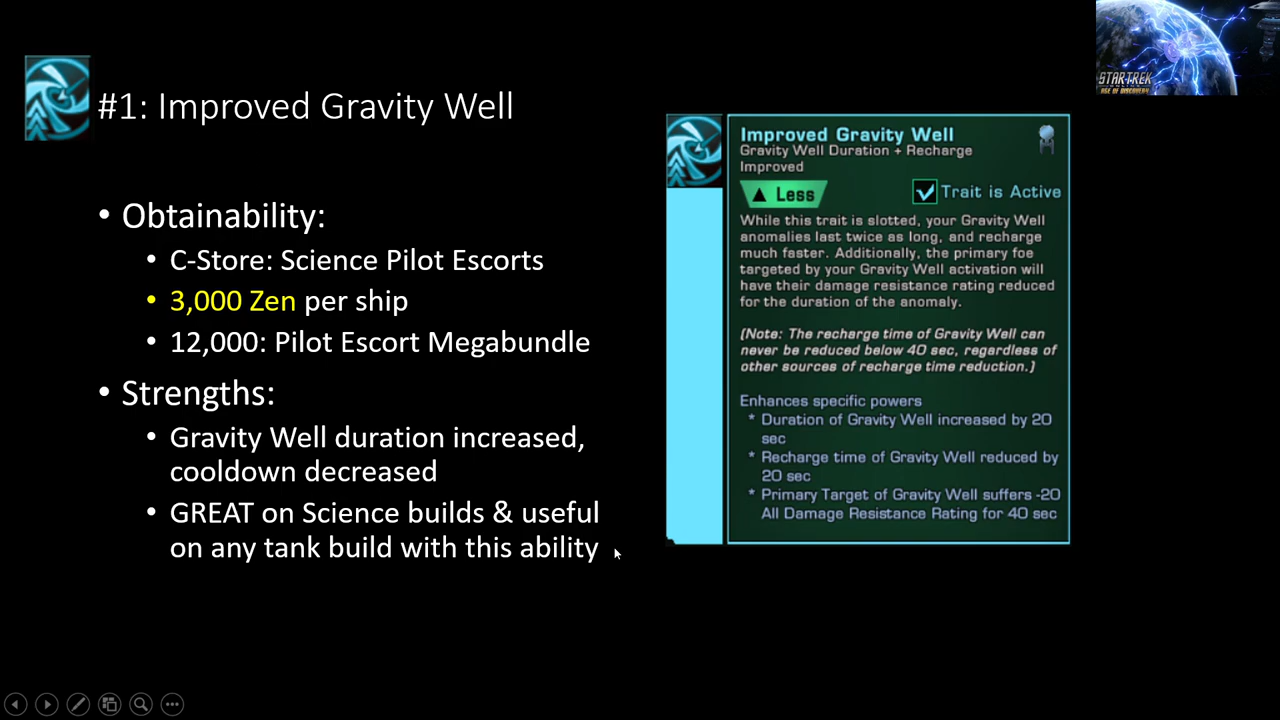 STAR TREK
ONLINE
AGE OF DISCOVERY
#1: Improved Gravity Well
• Obtainability:
• C-Store: Science Pilot Escorts
• 3,000 Zen per ship
• 12,000: Pilot Escort Megabundle
• Strengths:
• Gravity Well duration increased,
cooldown decreased
• GREAT on Science builds & useful
on any tank build with this ability
Improved Gravity Well
Gravity Well Duration + Recharge
Improved
▲ Less
Trait is Active
While this trait is slotted, your Gravity Well
anomalies last twice as long, and recharge
much faster. Additionally, the primary foe
targeted by your Gravity Well activation will
have their damage resistance rating reduced
for the duration of the anomaly.
(Note: The recharge time of Gravity Well can
never be reduced below 40 sec, regardless of
other sources of recharge time reduction.)
Enhances specific powers
* Duration of Gravity Well increased by 20
sec
* Recharge time of Gravity Well reduced by
20 sec
* Primary Target of Gravity Well suffers -20
All Damage Resistance Rating for 40 sec